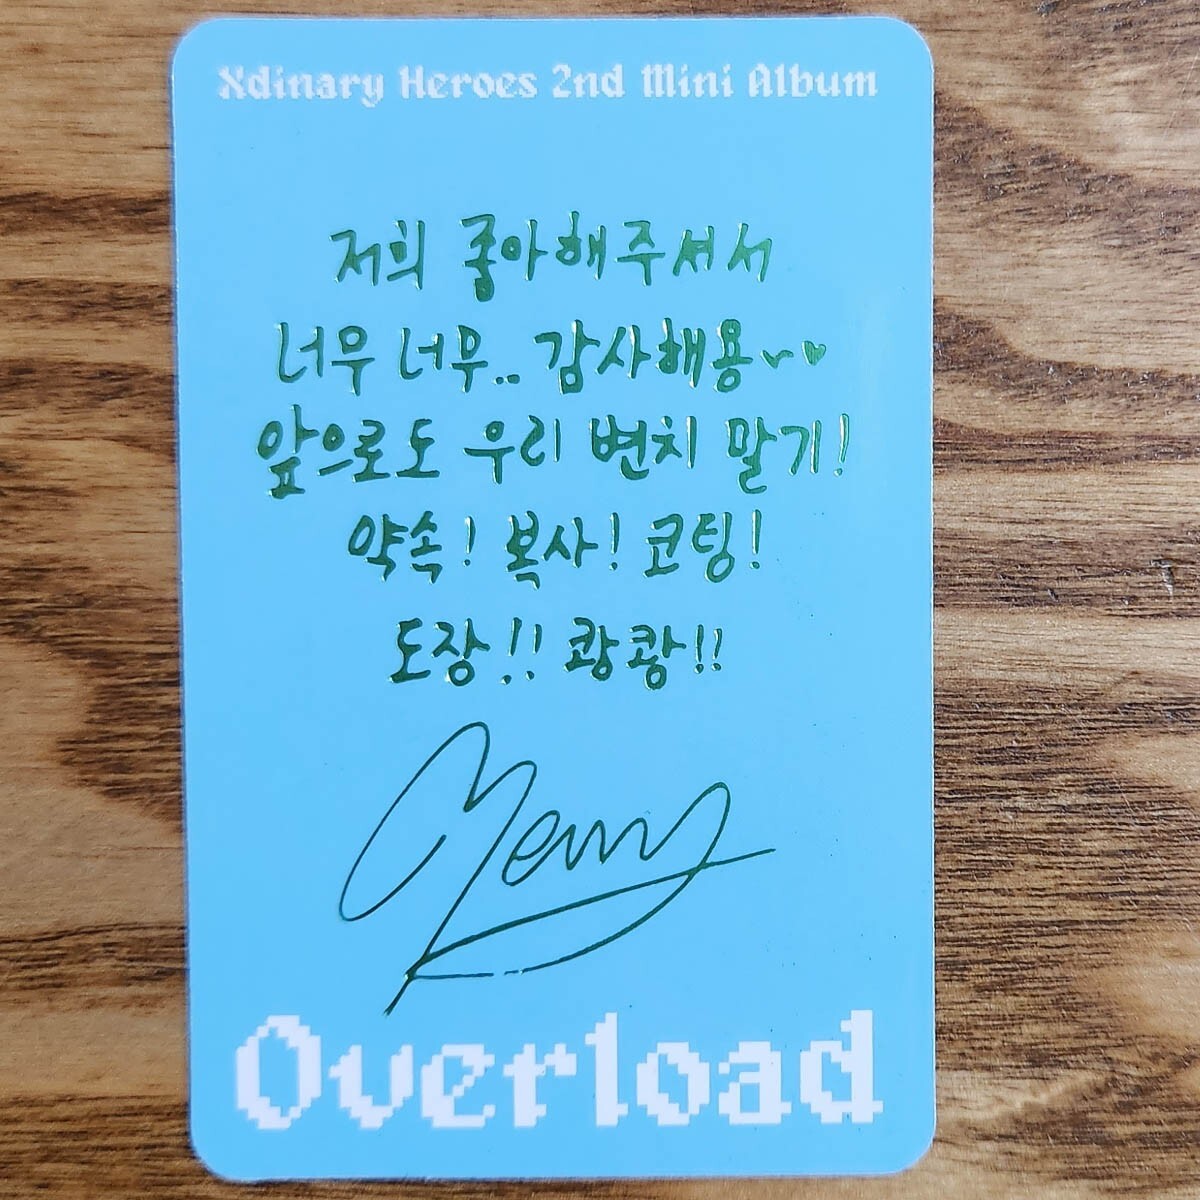 Xdinary Heroes 2nd Mini Album
저희 좋아해주셔서
너무 너무.. 감사해용~♥
앞으로도 우리 변치 말기!
약속! 복사! 코팅!
도장!! 쾅쾅!!
Overload